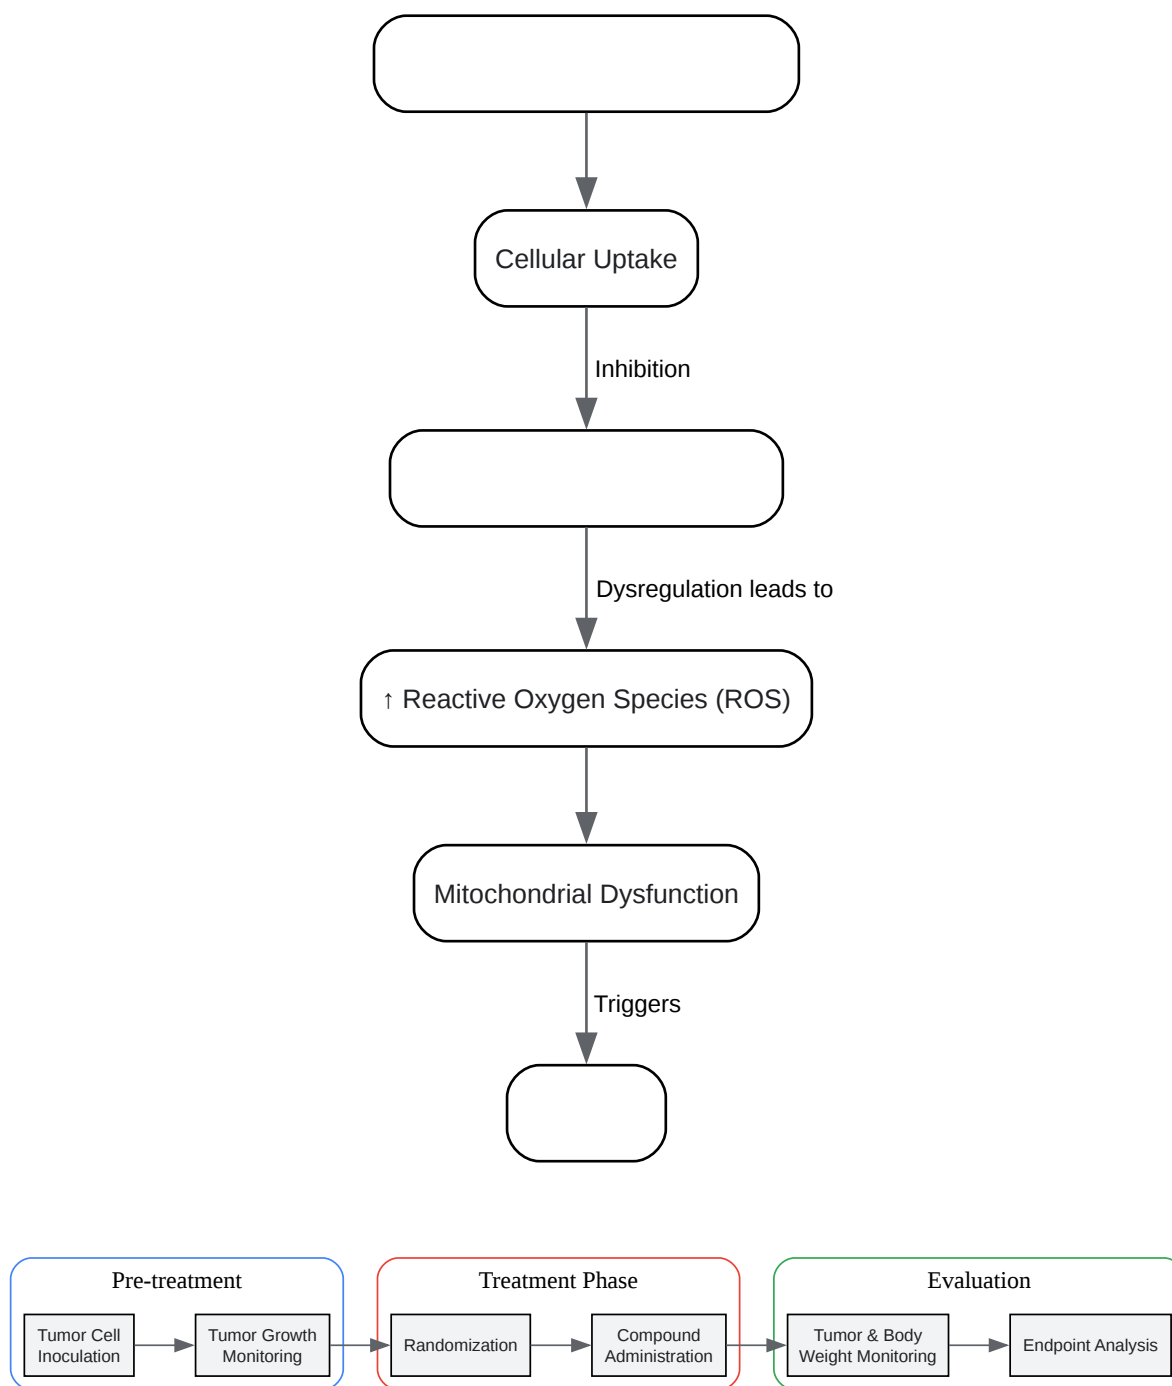 Cellular Uptake
Inhibition
Dysregulation leads to
↑ Reactive Oxygen Species (ROS)
Mitochondrial Dysfunction
Triggers
Pre-treatment
Tumor Cell
Inoculation
Tumor Growth
Monitoring
Treatment Phase
Randomization
Compound
Administration
Evaluation
Tumor & Body
Weight Monitoring
Endpoint Analysis